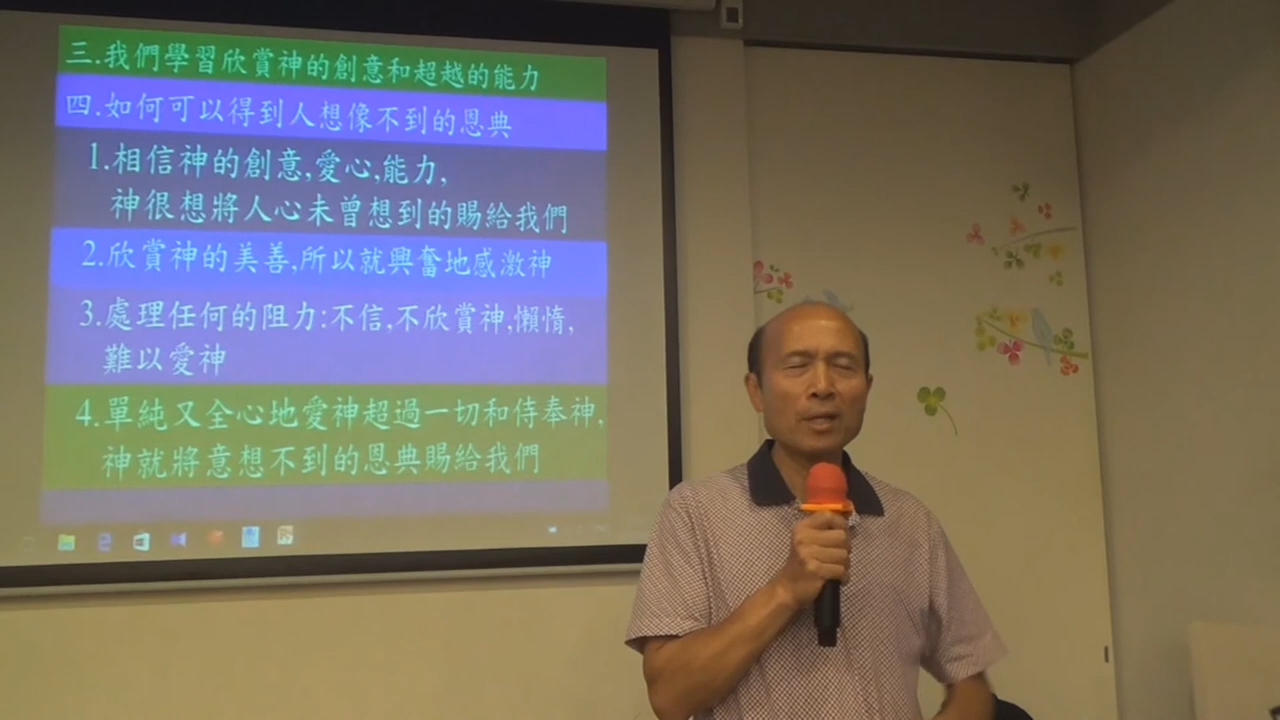 三.我們學習欣賞神的創意和超越的能力
四.如何可以得到人想像不到的恩典
1.相信神的創意,愛心,能力,
神很想將人心未曾想到的賜給我們
2.欣賞神的美善,所以就興奮地感激神
3.處理任何的阻力:不信,不欣賞神,懶惰,
難以愛神
4.單純又全心地愛神超過一切和侍奉神,
神就將意想不到的恩典賜給我們